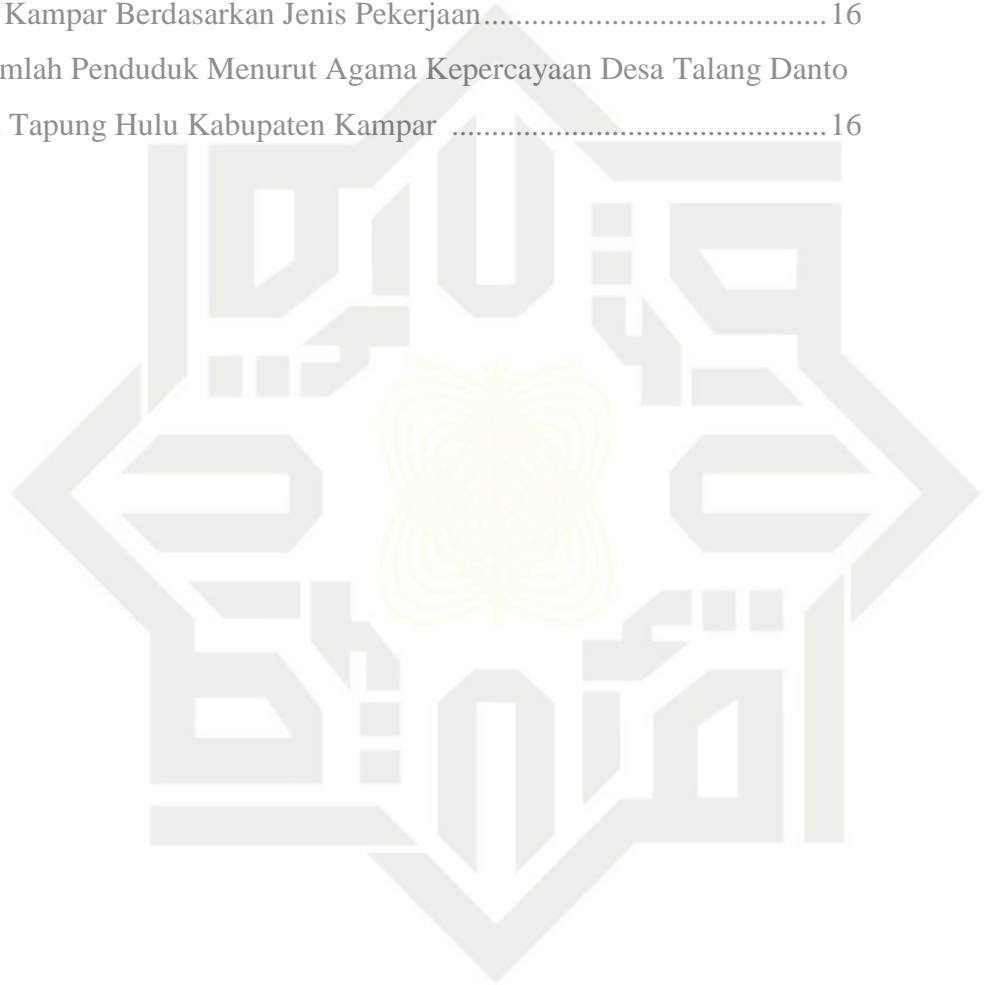 Kampar Berdasarkan Jenis Pekerjaan...........................................16
mlah Penduduk Menurut Agama Kepercayaan Desa Talang Danto
Tapung Hulu Kabupaten Kampar ...............................................16